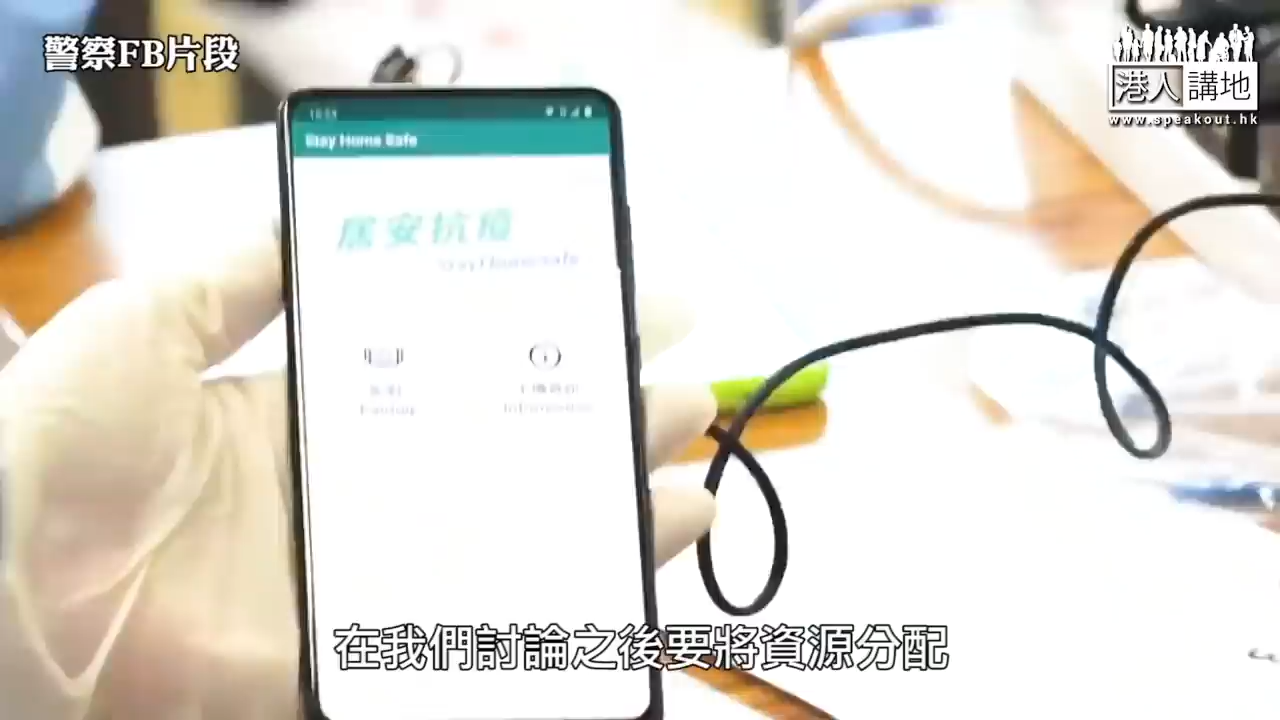 警察FB片段
港人講地
www.speakout.hk
Stay Home Safe
居安抗疫
StayHomeSafe
在我們討論之後要將資源分配